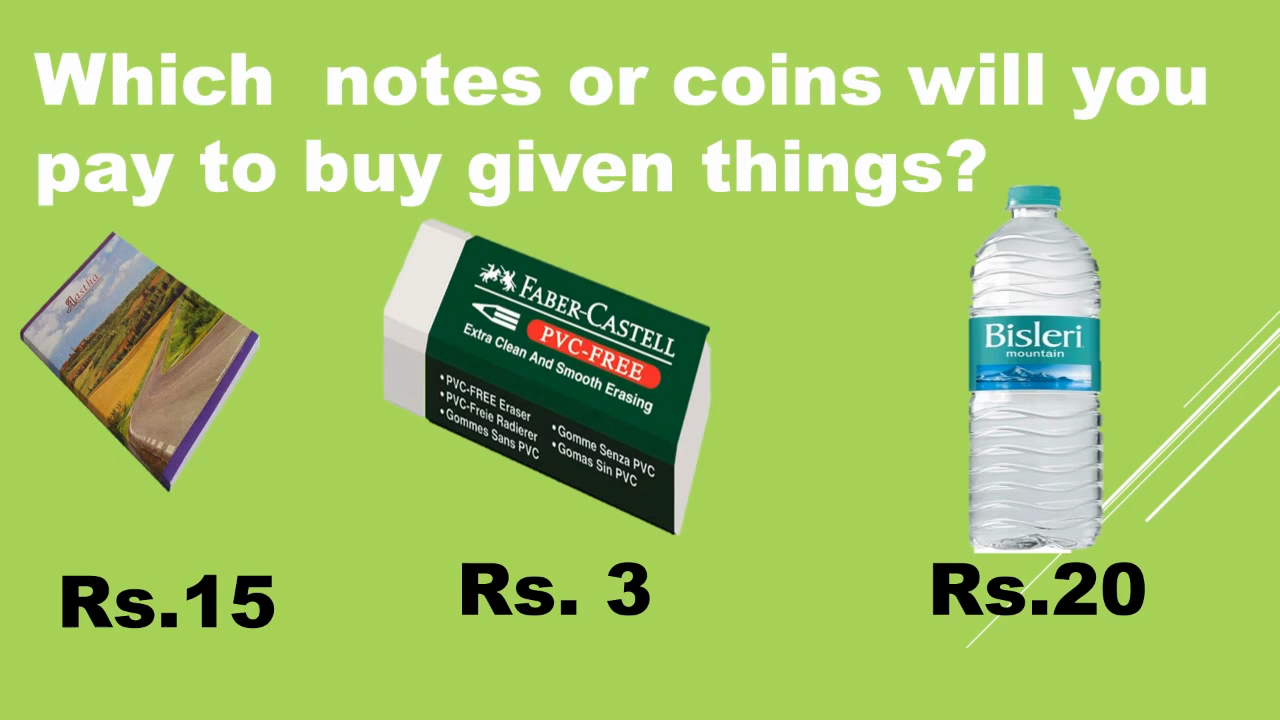 Which notes or coins will you
pay to buy given things?
Aastha
FABER-CASTELL
PVC-FREE
Extra Clean And Smooth Erasing
•PVC-FREE Eraser
•PVC-Freie Radierer
•Gommes Sans PVC
•Gomme Senza PVC
•Gomas Sin PVC
Bisleri
mountain
Rs.15
Rs. 3
Rs.20